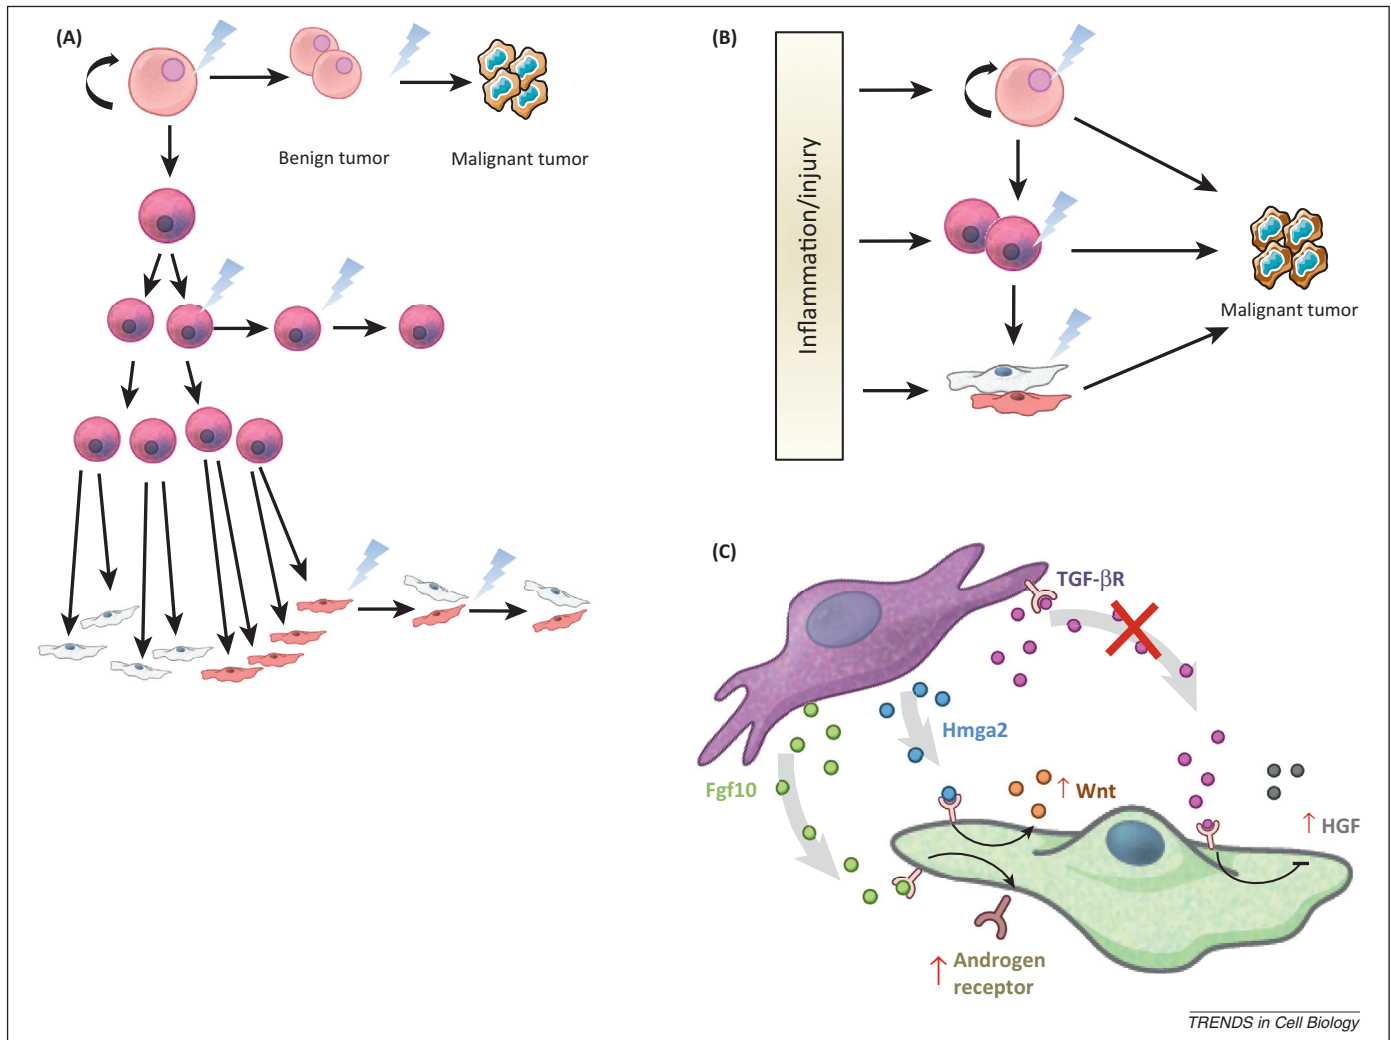 (A)
Benign tumor
Malignant tumor
(B)
Inflammation/injury
Malignant tumor
(C)
TGF-βR
Hmga2
Fgf10
↑ Wnt
↑ HGF
↑ Androgen
receptor
TRENDS in Cell Biology